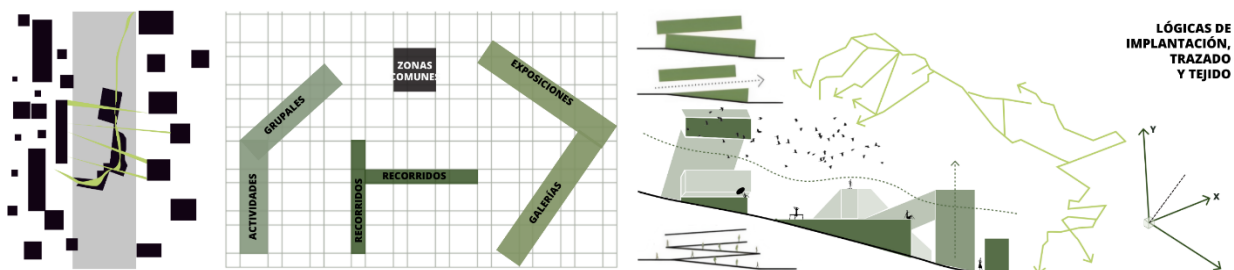 ZONAS
COMUNES
GRUPALES
ACTIVIDADES
RECORRIDOS
RECORRIDOS
EXPOSICIONES
GALERÍAS
LÓGICAS DE
IMPLANTACIÓN,
TRAZADO
Y TEJIDO
Y
X